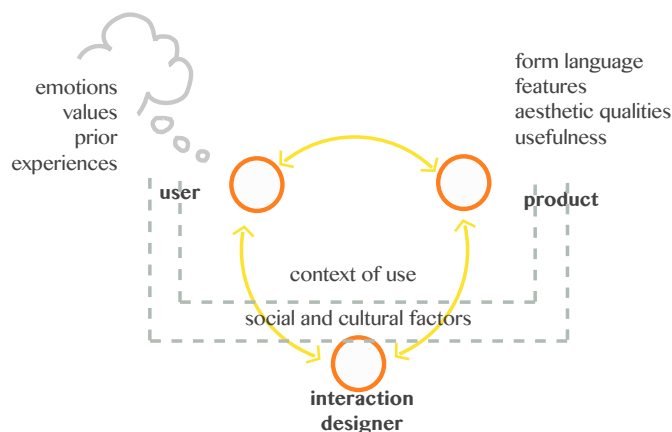 emotions
values
prior
experiences
form language
features
aesthetic qualities
usefulness
user
product
context of use
social and cultural factors
interaction
designer